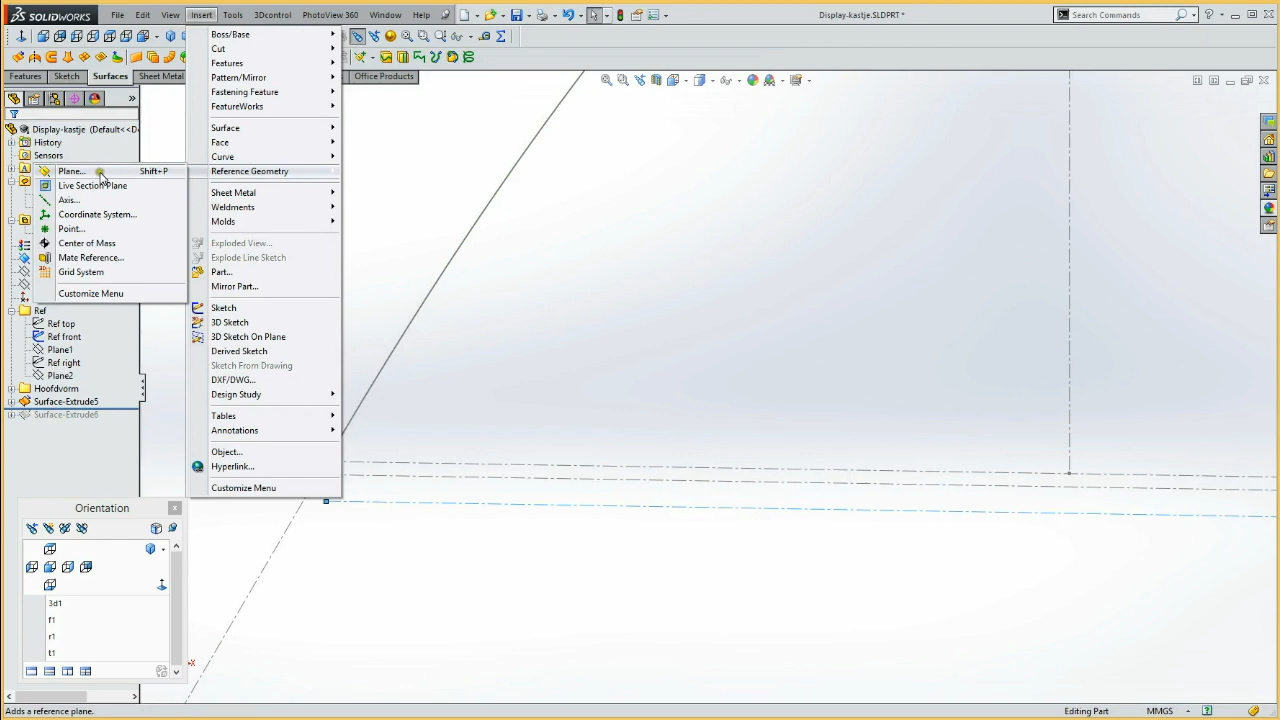 SOLIDWORKS File Edit View Insert Tools 3Dcontrol PhotoView 360 Window Help Display-kastje.SLDPRT * Search Commands
Features Sketch Surfaces Sheet Metal Office Products
Boss/Base
Cut
Features
Pattern/Mirror
Fastening Feature
FeatureWorks
Surface
Face
Curve
Reference Geometry
Sheet Metal
Weldments
Molds
Exploded View...
Explode Line Sketch
Part...
Mirror Part...
Sketch
3D Sketch
3D Sketch On Plane
Derived Sketch
Sketch From Drawing
DXF/DWG...
Design Study
Tables
Annotations
Object...
Hyperlink...
Customize Menu
Display-kastje (Default<<D
History
Sensors
Plane... Shift+P
Live Section Plane
Axis...
Coordinate System...
Point...
Center of Mass
Mate Reference...
Grid System
Customize Menu
Ref
Ref top
Ref front
Plane1
Ref right
Plane2
Hoofdvorm
Surface-Extrude5
Surface-Extrude6
Orientation
3d1
f1
r1
t1
X
Adds a reference plane. Editing Part MMGS